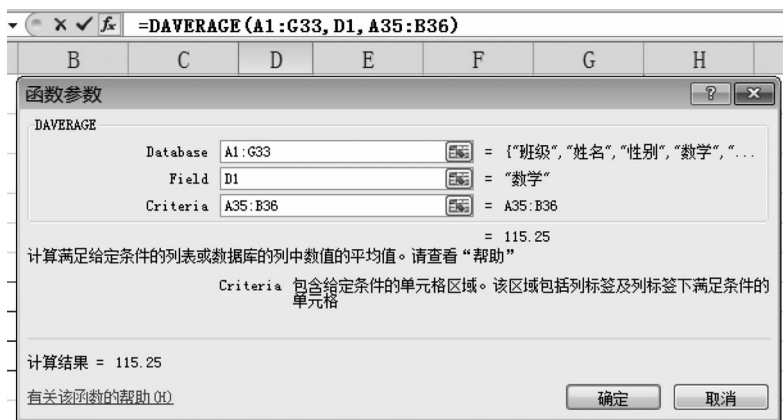 =DAVERAGE(A1:G33,D1,A35:B36)
B C D E F G H
函数参数
DAVERAGE
Database A1:G33 = {"班级","姓名","性别","数学","...
Field D1 = "数学"
Criteria A35:B36 = A35:B36
= 115.25
计算满足给定条件的列表或数据库的列中数值的平均值。请查看“帮助”
Criteria 包含给定条件的单元格区域。该区域包括列标签及列标签下满足条件的
单元格
计算结果 = 115.25
有关该函数的帮助(H)
确定 取消